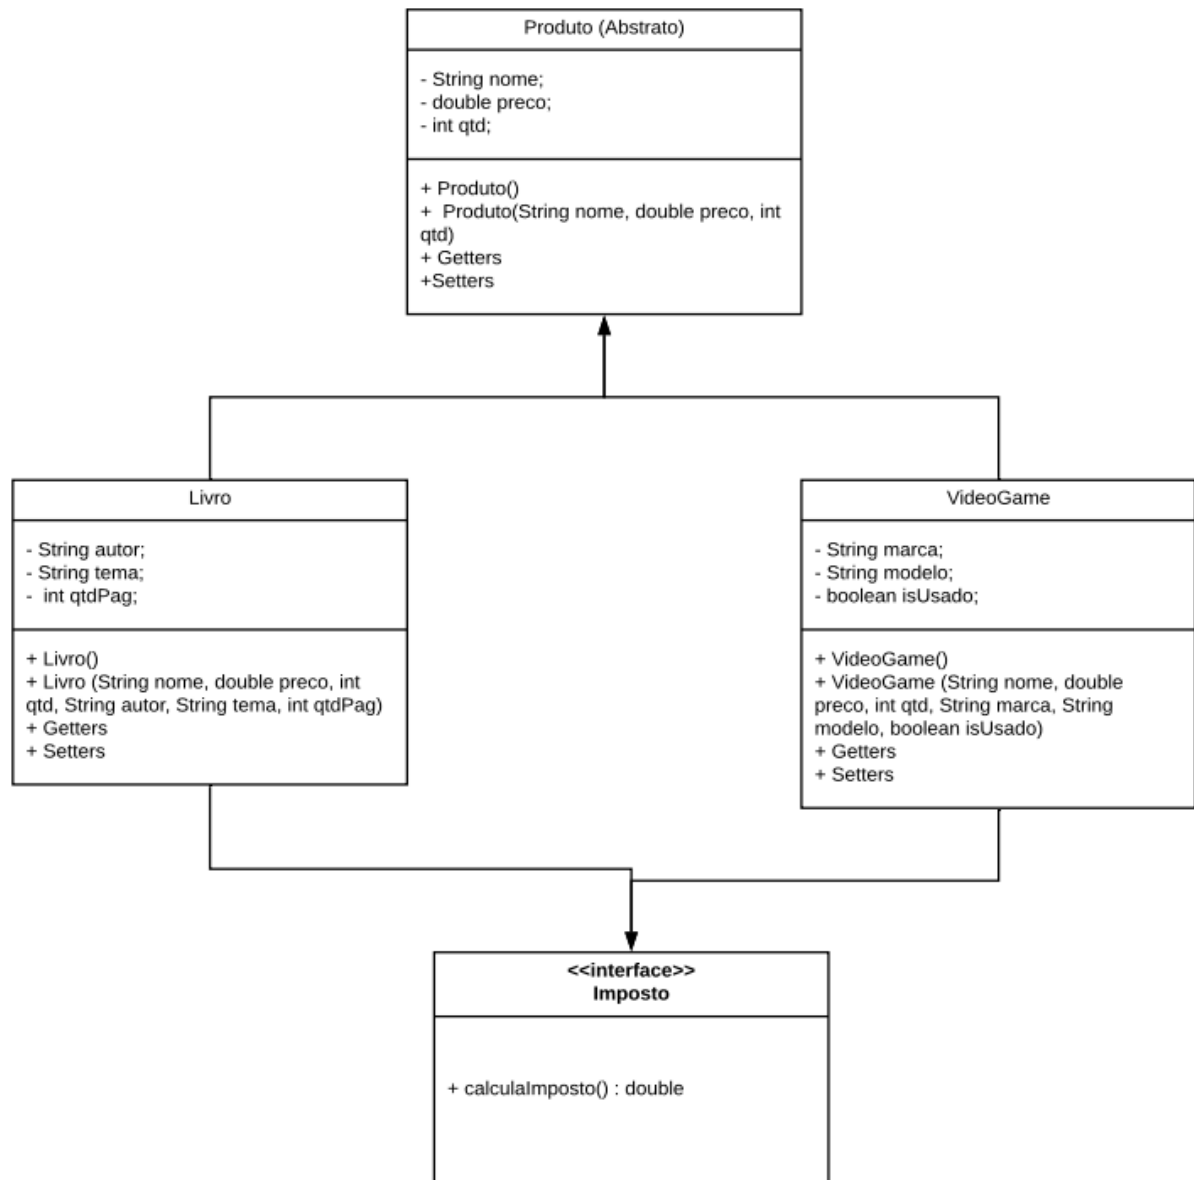 Produto (Abstrato)
- String nome;
- double preco;
- int qtd;
+ Produto()
+  Produto(String nome, double preco, int
qtd)
+ Getters
+Setters
Livro
- String autor;
- String tema;
-  int qtdPag;
+ Livro()
+ Livro (String nome, double preco, int
qtd, String autor, String tema, int qtdPag)
+ Getters
+ Setters
VideoGame
- String marca;
- String modelo;
- boolean isUsado;
+ VideoGame()
+ VideoGame (String nome, double
preco, int qtd, String marca, String
modelo, boolean isUsado)
+ Getters
+ Setters
<<interface>>
Imposto
+ calculaImposto() : double